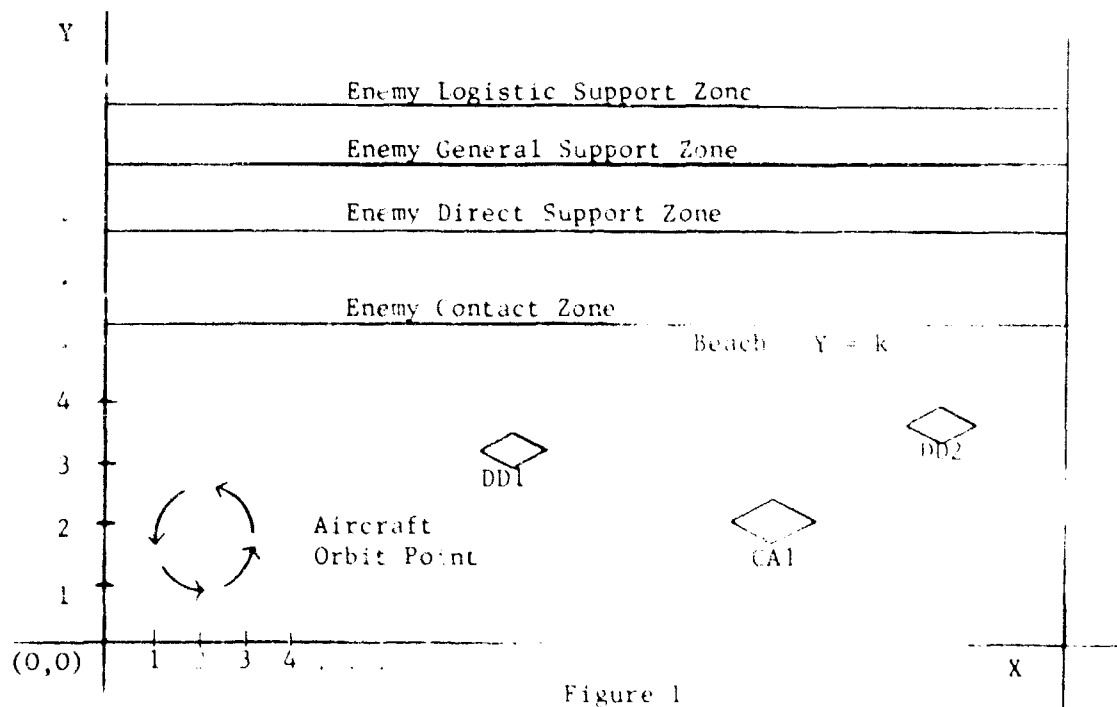 Y
Enemy Logistic Support Zone
Enemy General Support Zone
Enemy Direct Support Zone
Enemy Contact Zone
Beach Y = k
4
3
DD1
DD2
2
Aircraft
Orbit Point
CA1
1
(0,0) 1 2 3 4 . . . .
X
Figure 1